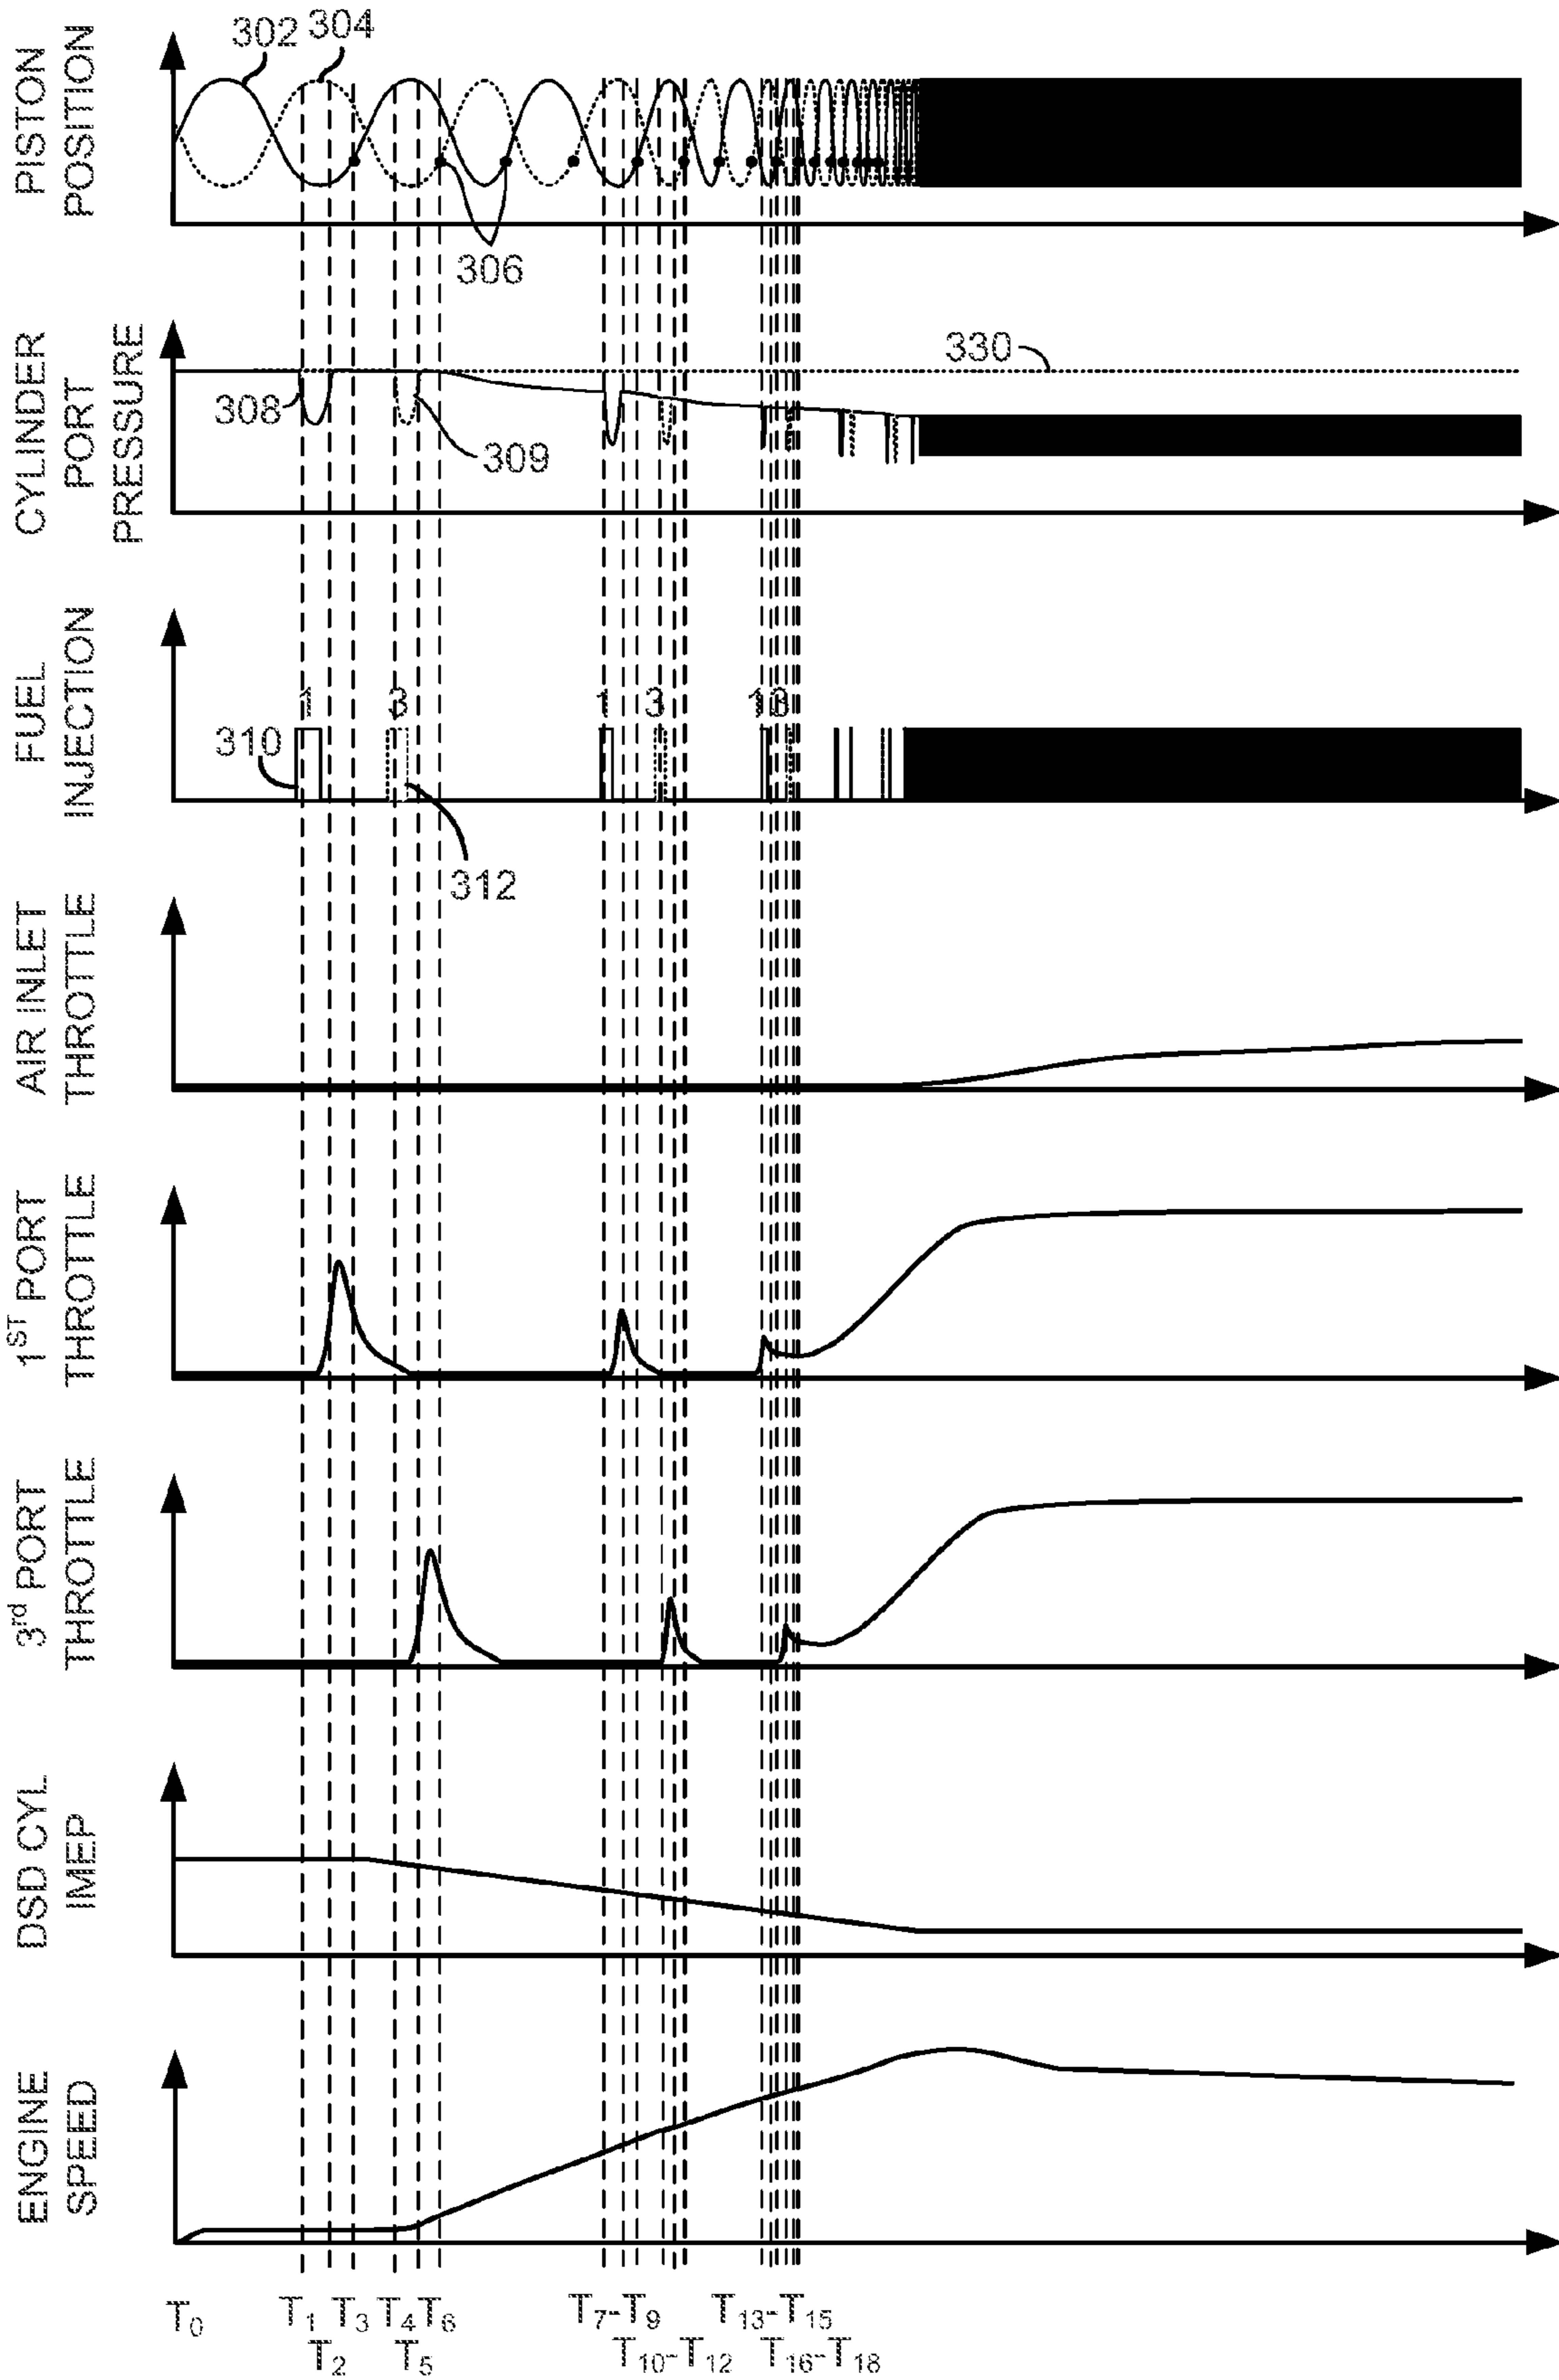 PISTON
POSITION
302
304
306
CYLINDER
PORT
PRESSURE
308
309
330
FUEL
INJECTION
1
3
1
3
1
3
310
312
AIR INLET
THROTTLE
1ST PORT
THROTTLE
3rd PORT
THROTTLE
DSD CYL
IMEP
ENGINE
SPEED
T0
T1
T3
T4
T6
T7-T9
T13-T15
T2
T5
T10-T12
T16-T18